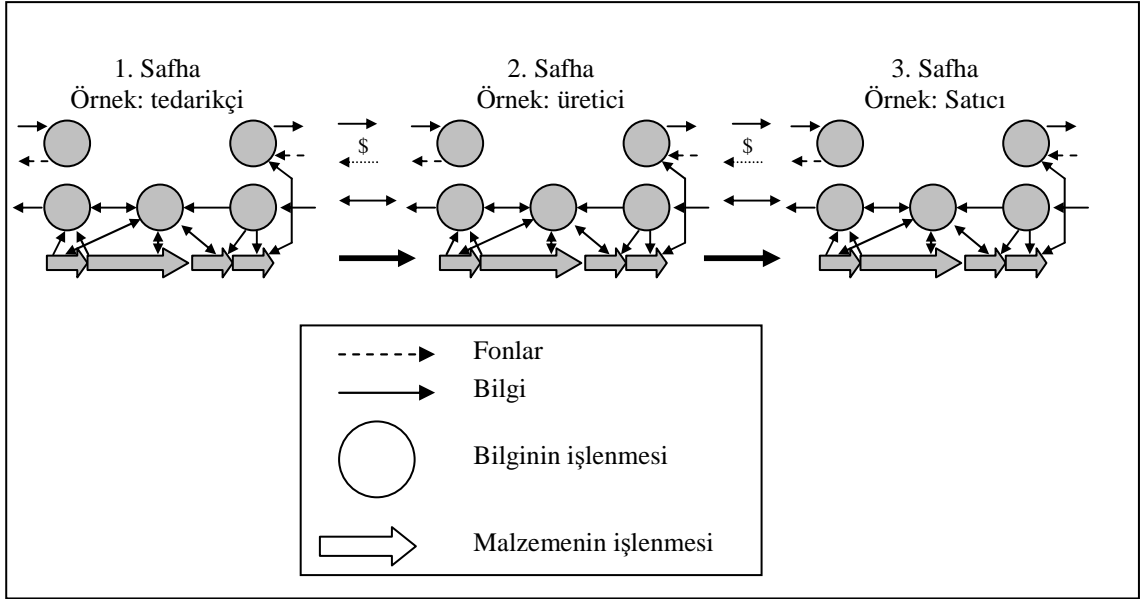 1. Safha
Örnek: tedarikçi
2. Safha
Örnek: üretici
3. Safha
Örnek: Satıcı
$
$
Fonlar
Bilgi
Bilginin işlenmesi
Malzemenin işlenmesi